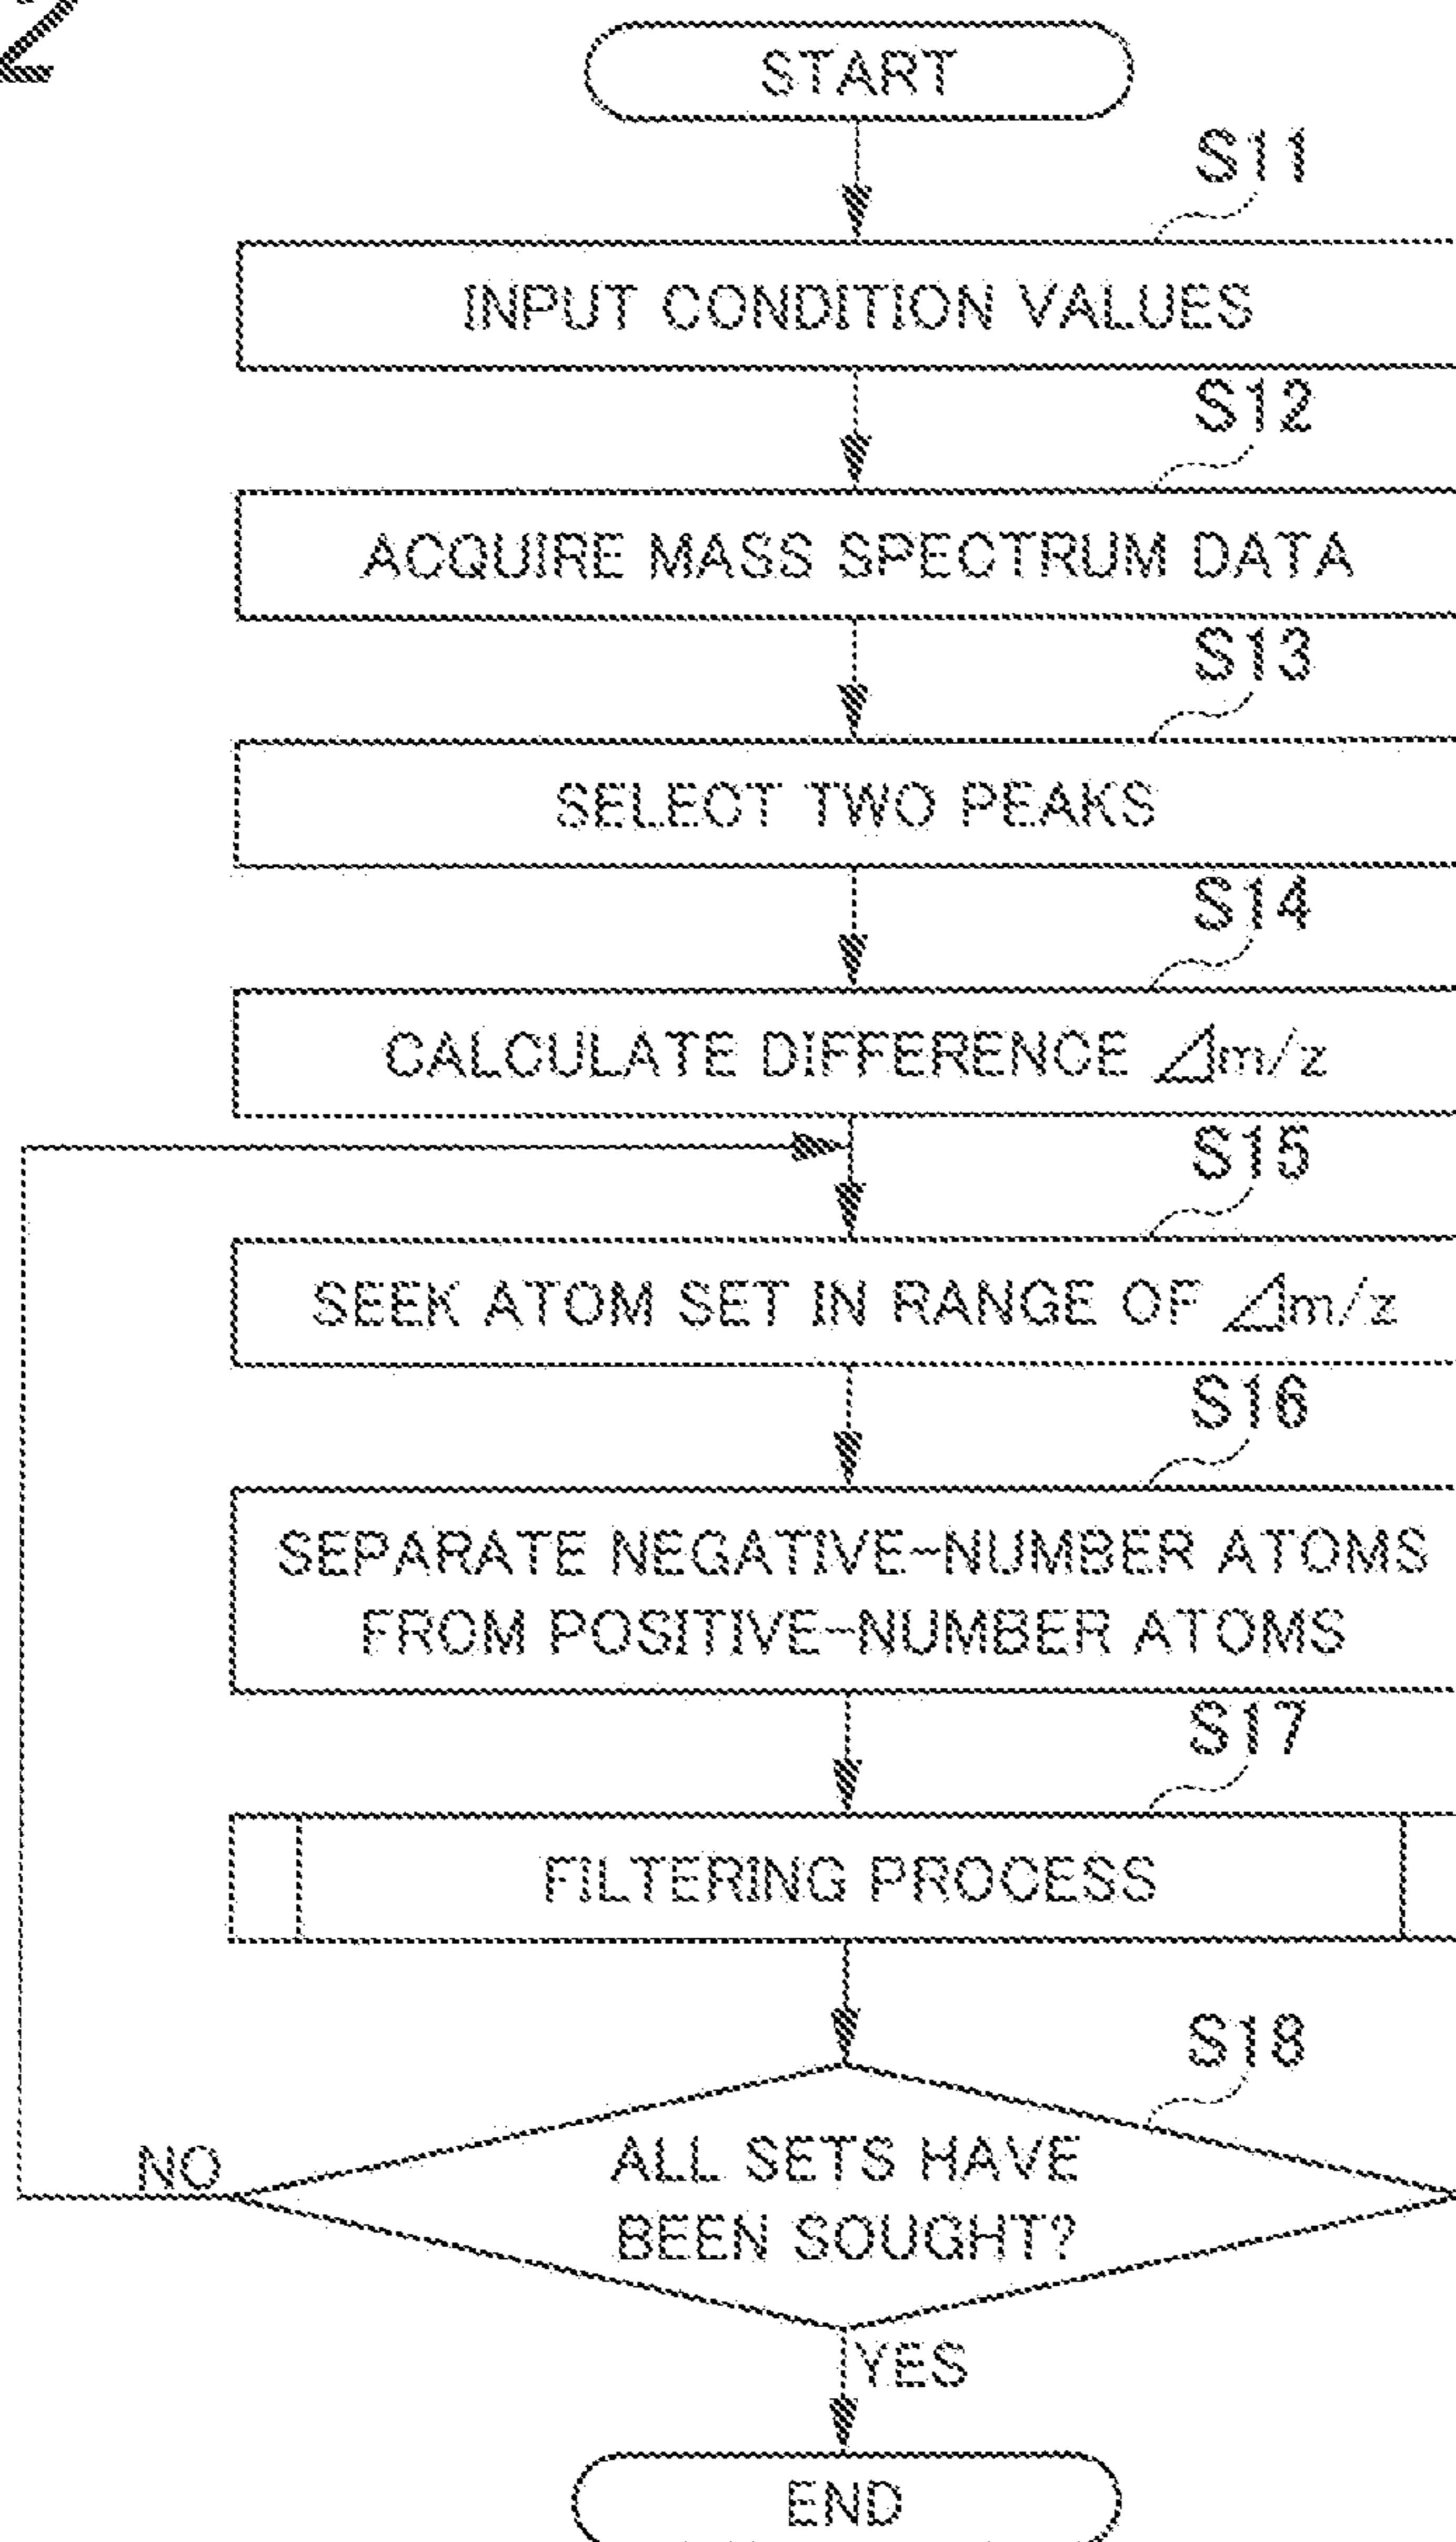 2
START
S11
INPUT CONDITION VALUES
S12
ACQUIRE MASS SPECTRUM DATA
S13
SELECT TWO PEAKS
S14
CALCULATE DIFFERENCE ⊿m/z
S15
SEEK ATOM SET IN RANGE OF ⊿m/z
S16
SEPARATE NEGATIVE-NUMBER ATOMS
FROM POSITIVE-NUMBER ATOMS
S17
FILTERING PROCESS
S18
ALL SETS HAVE
BEEN SOUGHT?
NO
YES
END